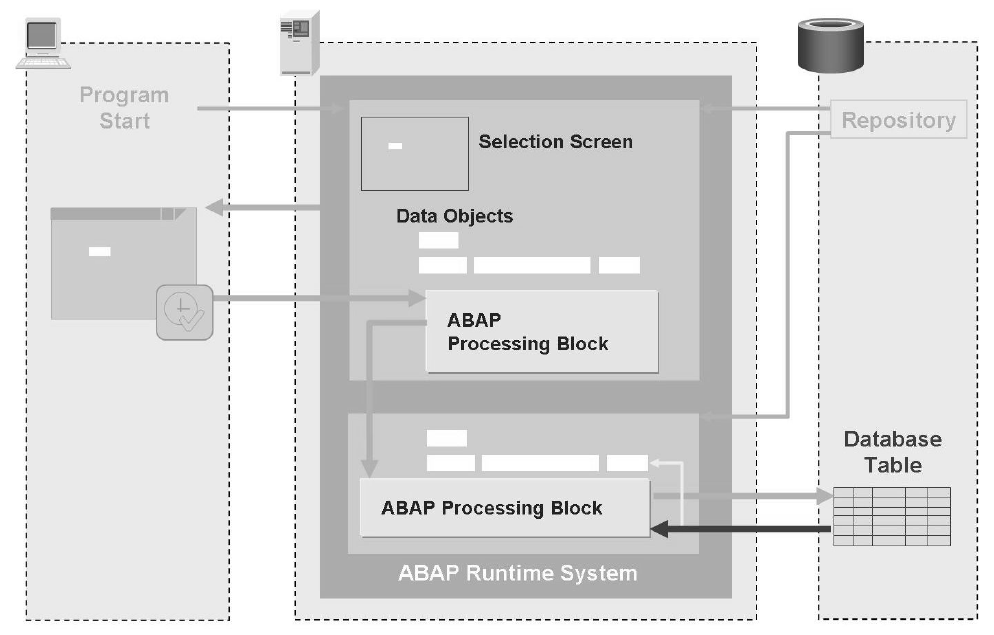 Program
Start
Selection Screen
Repository
Data Objects
ABAP
Processing Block
Database
Table
ABAP Processing Block
ABAP Runtime System